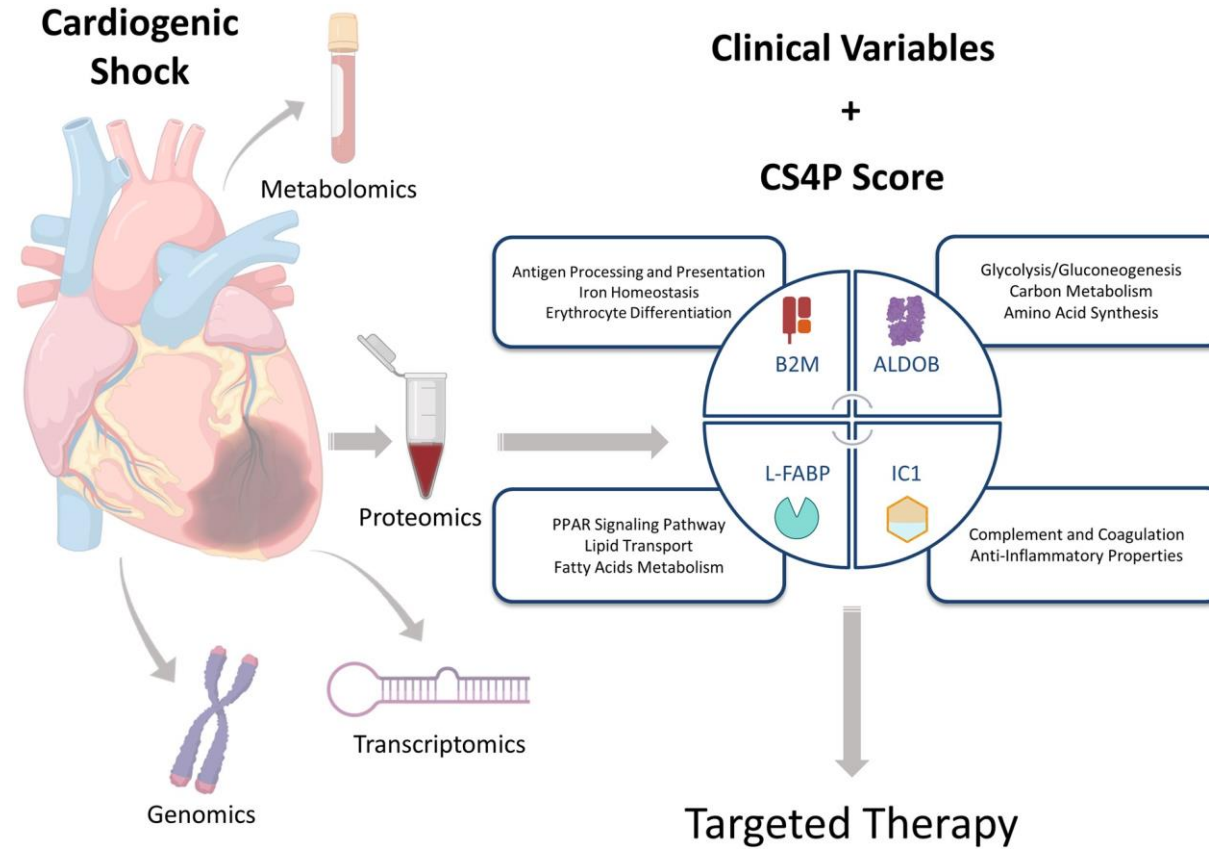 Cardiogenic
Shock
Metabolomics
Proteomics
Transcriptomics
Genomics
Clinical Variables
+
CS4P Score
Antigen Processing and Presentation
Iron Homeostasis
Erythrocyte Differentiation
Glycolysis/Gluconeogenesis
Carbon Metabolism
Amino Acid Synthesis
B2M
ALDOB
L-FABP
IC1
PPAR Signaling Pathway
Lipid Transport
Fatty Acids Metabolism
Complement and Coagulation
Anti-Inflammatory Properties
Targeted Therapy